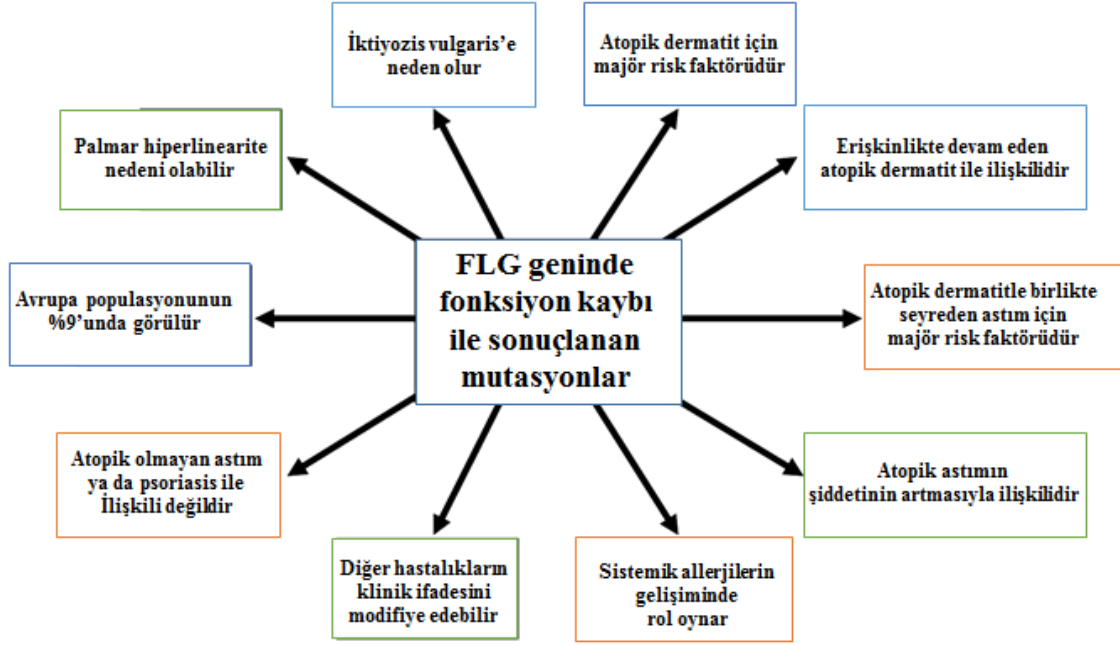 İktiyozis vulgaris’e
neden olur
Atopik dermatit için
majör risk faktörüdür
Palmar hiperlinearite
nedeni olabilir
Erişkinlikte devam eden
atopik dermatit ile ilişkilidir
FLG geninde
fonksiyon kaybı
ile sonuçlanan
mutasyonlar
Avrupa populasyonunun
%9’unda görülür
Atopik dermatitle birlikte
seyreden astım için
majör risk faktörüdür
Atopik olmayan astım
ya da psoriasis ile
İlişkili değildir
Atopik astımın
şiddetinin artmasıyla ilişkilidir
Diğer hastalıkların
klinik ifadesini
modifiye edebilir
Sistemik allerjilerin
gelişiminde
rol oynar